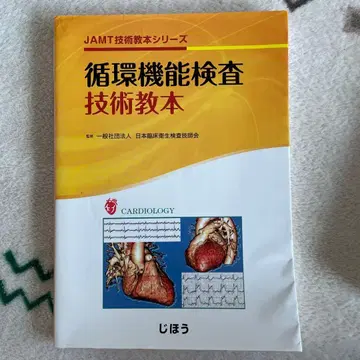 JAMT技術教本シリーズ
循環機能検査
技術教本
監修 一般社団法人 日本臨床衛生検査技師会
CARDIOLOGY
じほう